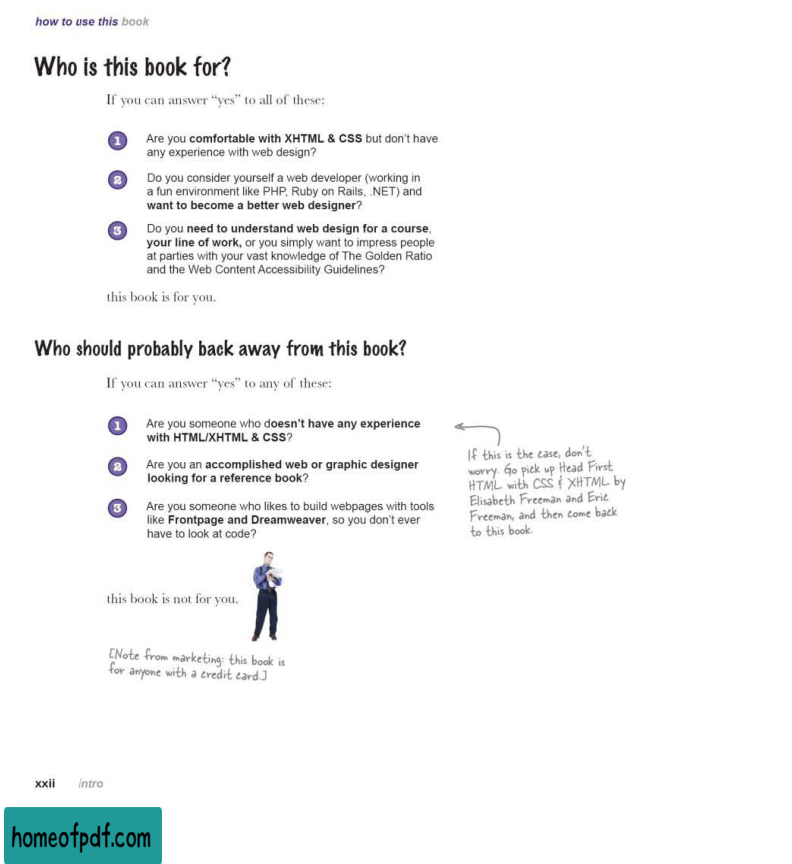 how to use this book
Who is this book for?
If you can answer “yes” to all of these:
1 Are you comfortable with XHTML & CSS but don’t have
any experience with web design?
2 Do you consider yourself a web developer (working in
a fun environment like PHP, Ruby on Rails, .NET) and
want to become a better web designer?
3 Do you need to understand web design for a course,
your line of work, or you simply want to impress people
at parties with your vast knowledge of The Golden Ratio
and the Web Content Accessibility Guidelines?
this book is for you.
Who should probably back away from this book?
If you can answer “yes” to any of these:
1 Are you someone who doesn’t have any experience
with HTML/XHTML & CSS?
2 Are you an accomplished web or graphic designer
looking for a reference book?
3 Are you someone who likes to build webpages with tools
like Frontpage and Dreamweaver, so you don’t ever
have to look at code?
If this is the case, don’t
worry. Go pick up Head First
HTML with CSS & XHTML by
Elisabeth Freeman and Eric
Freeman, and then come back
to this book.
this book is not for you.
[Note from marketing: this book is
for anyone with a credit card.]
xxii intro
homeofpdf.com